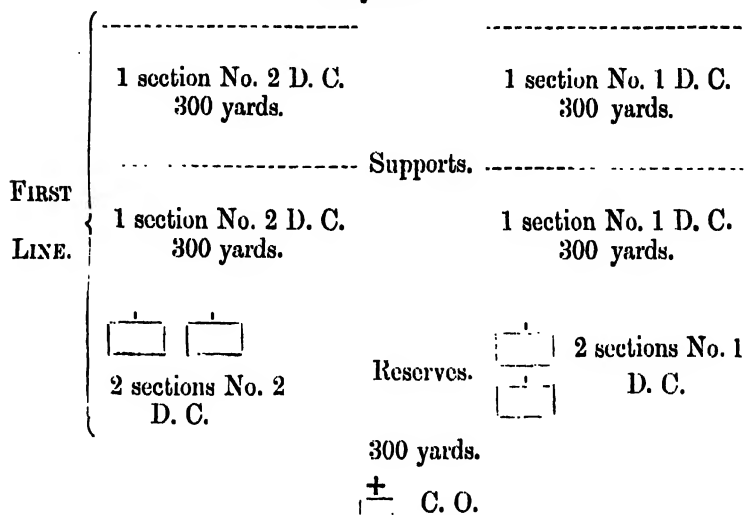 1 section No. 2 D. C. 1 section No. 1 D. C.
300 yards. 300 yards.
Supports.
FIRST
LINE.
1 section No. 2 D. C. 1 section No. 1 D. C.
300 yards. 300 yards.
2 sections No. 1
Reserves.
D. C.
2 sections No. 2
D. C.
300 yards.
C. O.